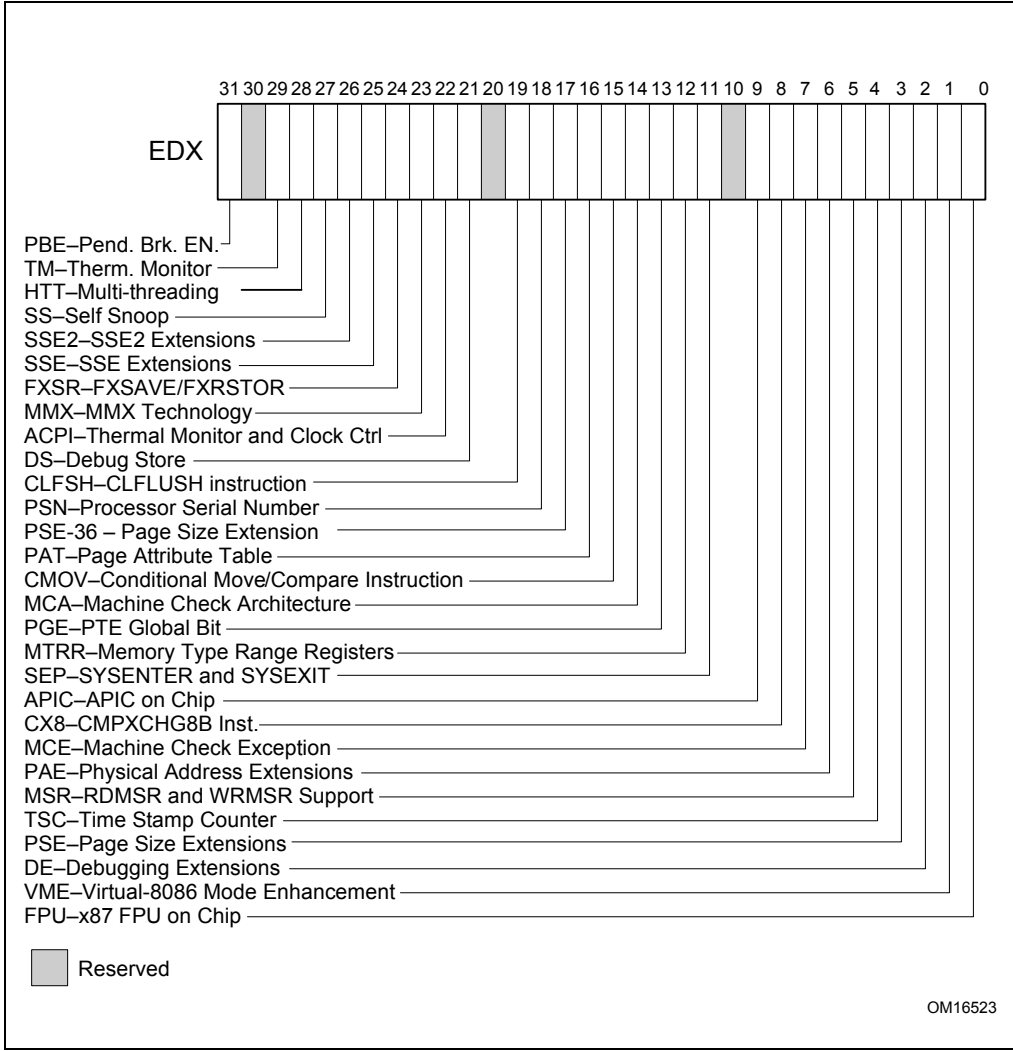 31 30 29 28 27 26 25 24 23 22 21 20 19 18 17 16 15 14 13 12 11 10 9 8 7 6 5 4 3 2 1 0
EDX
PBE–Pend. Brk. EN.
TM–Therm. Monitor
HTT–Multi-threading
SS–Self Snoop
SSE2–SSE2 Extensions
SSE–SSE Extensions
FXSR–FXSAVE/FXRSTOR
MMX–MMX Technology
ACPI–Thermal Monitor and Clock Ctrl
DS–Debug Store
CLFSH–CLFLUSH instruction
PSN–Processor Serial Number
PSE-36 – Page Size Extension
PAT–Page Attribute Table
CMOV–Conditional Move/Compare Instruction
MCA–Machine Check Architecture
PGE–PTE Global Bit
MTRR–Memory Type Range Registers
SEP–SYSENTER and SYSEXIT
APIC–APIC on Chip
CX8–CMPXCHG8B Inst.
MCE–Machine Check Exception
PAE–Physical Address Extensions
MSR–RDMSR and WRMSR Support
TSC–Time Stamp Counter
PSE–Page Size Extensions
DE–Debugging Extensions
VME–Virtual-8086 Mode Enhancement
FPU–x87 FPU on Chip
Reserved
OM16523